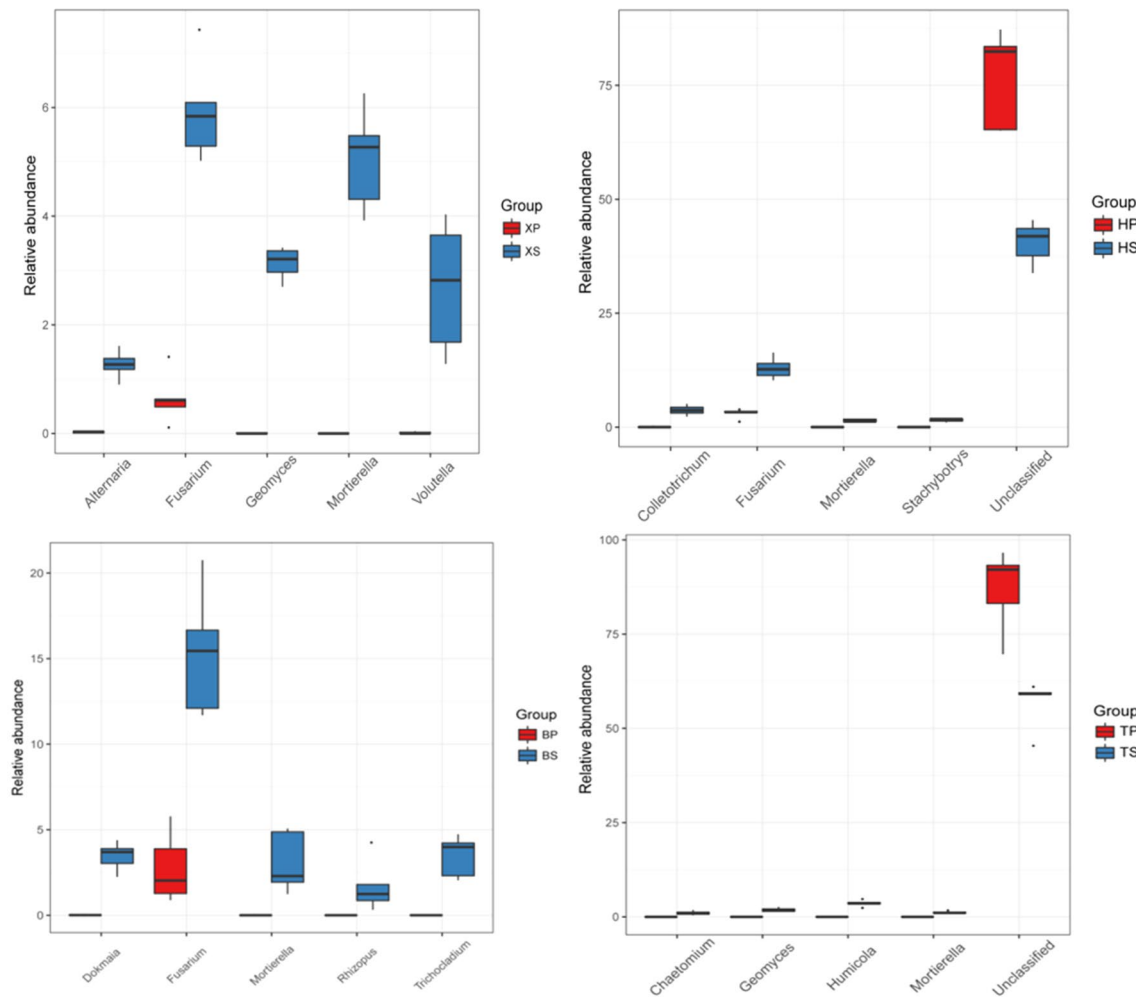 Relative abundance
6
4
2
0
Alternaria
Fusarium
Geomyces
Mortierella
Volutella
Group
XP
XS
Relative abundance
75
50
25
0
Colletotrichum
Fusarium
Mortierella
Stachybotrys
Unclassified
Group
HP
HS
Relative abundance
20
15
10
5
0
Dokmaia
Fusarium
Mortierella
Rhizopus
Trichocladium
Group
BP
BS
Relative abundance
100
75
50
25
0
Chaetomium
Geomyces
Humicola
Mortierella
Unclassified
Group
TP
TS